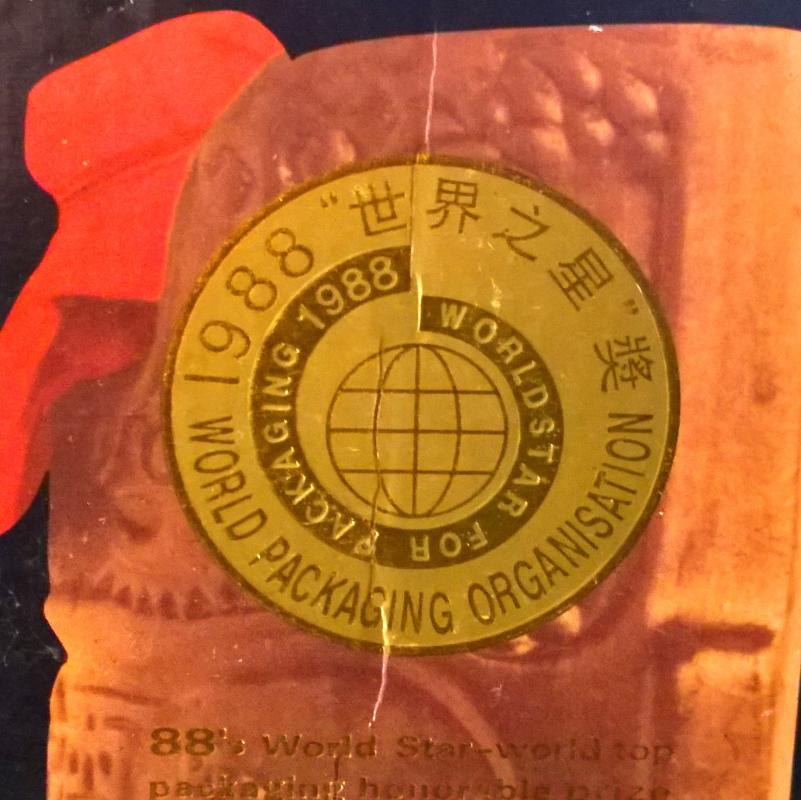 1988 “世界之星”獎
WORLD PACKAGING ORGANISATION
WORLDSTAR FOR PACKAGING 1988
88's World Star-world top
packaging honorable prize